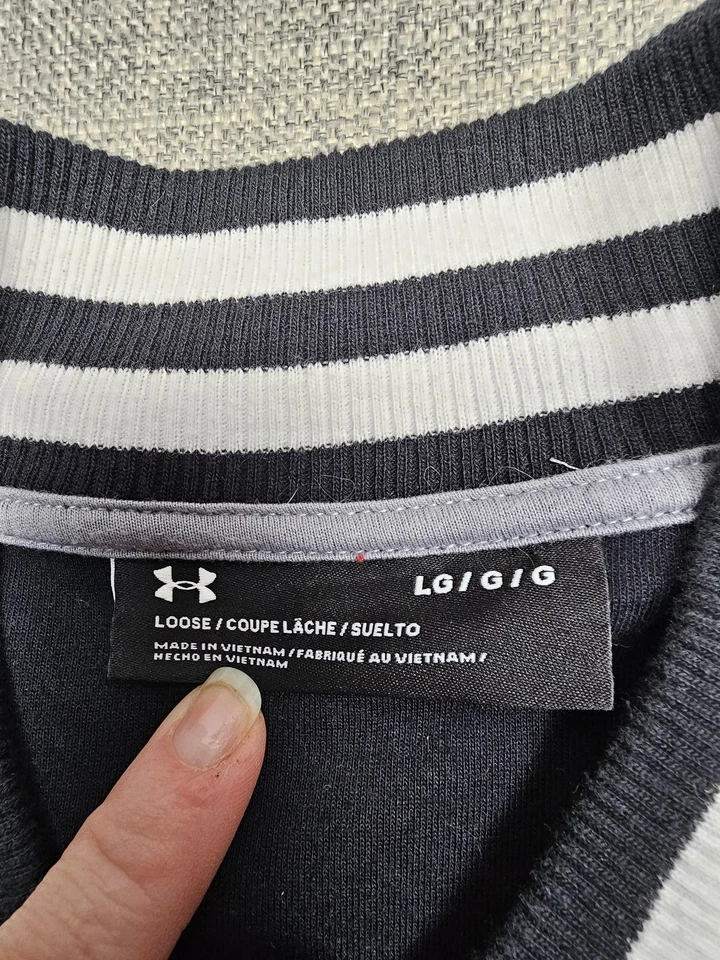 LG / G / G
LOOSE / COUPE LÂCHE / SUELTO
MADE IN VIETNAM / FABRIQUÉ AU VIETNAM /
HECHO EN VIETNAM